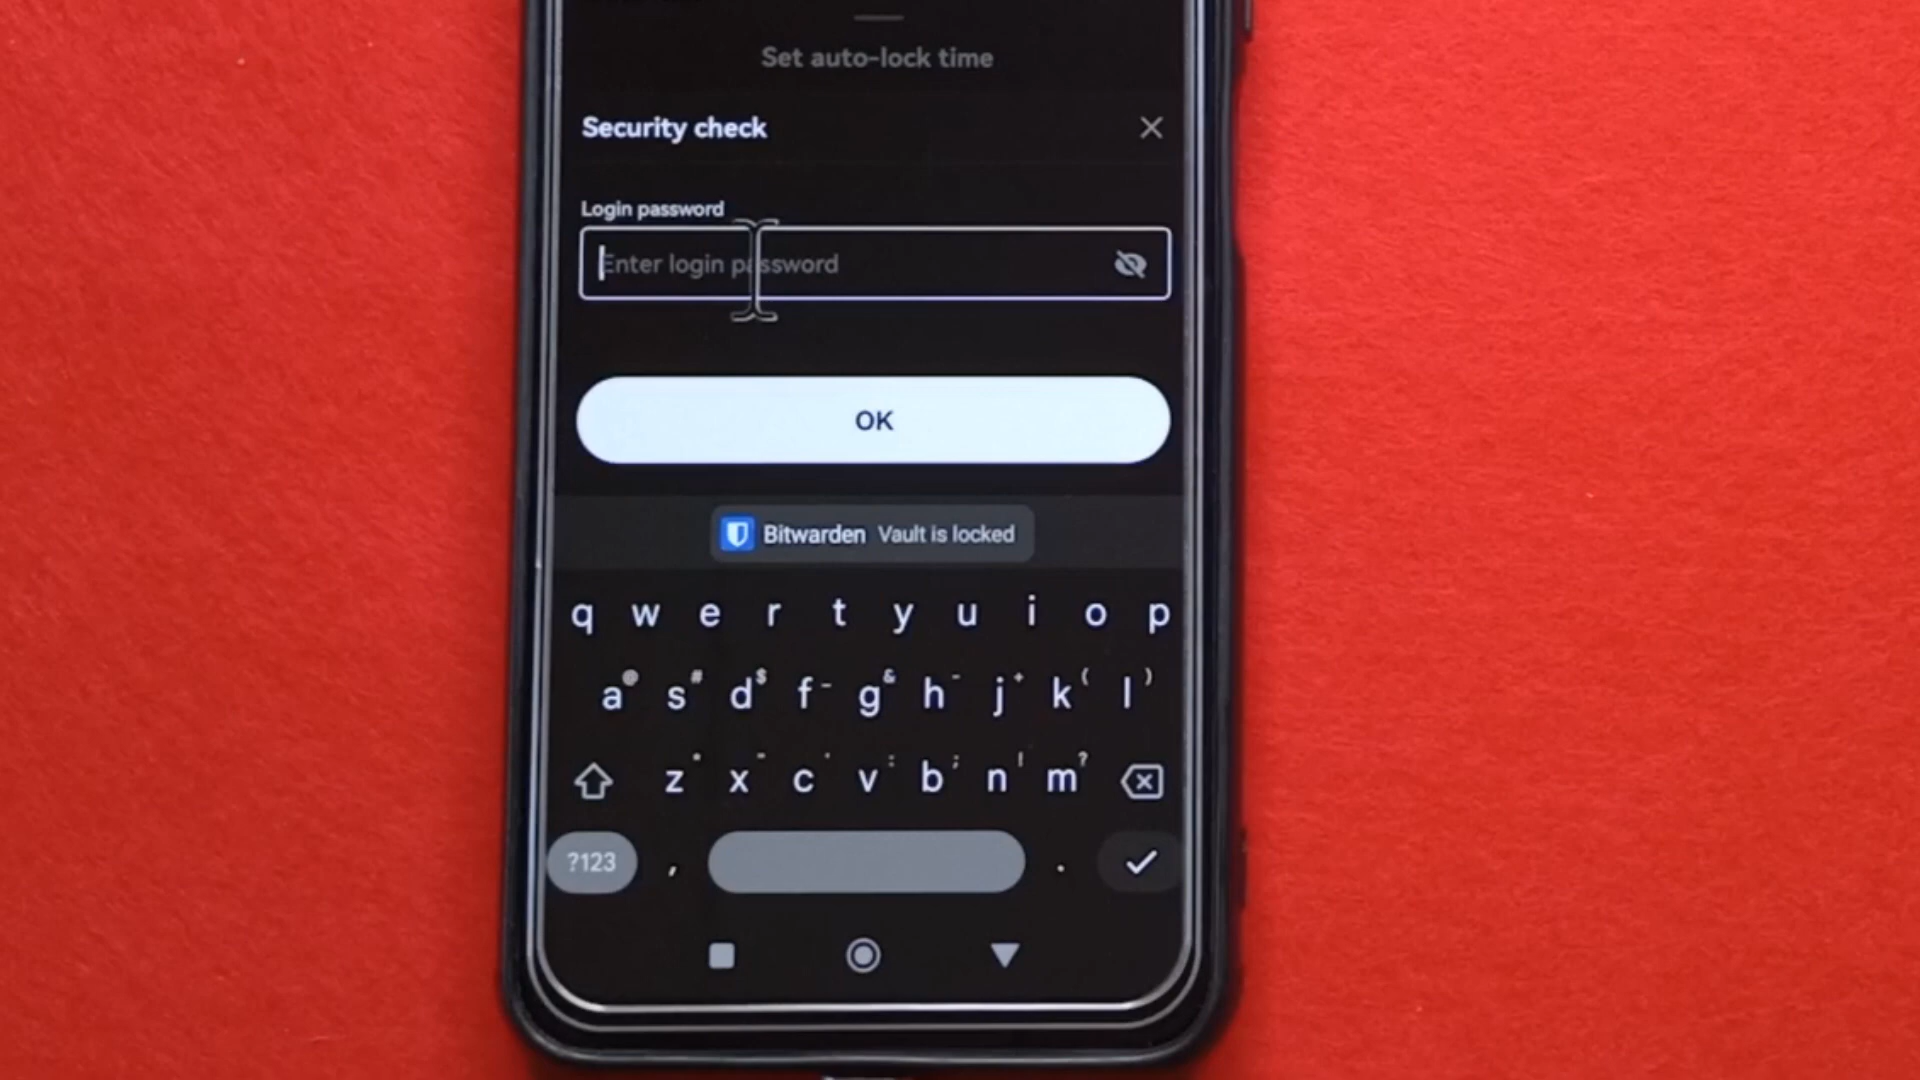 Set auto-lock time
Security check
Login password
Enter login password
OK
Bitwarden Vault is locked
q w e r t y u i o p
a s d f g h j k l
z x c v b n m
?123 , .